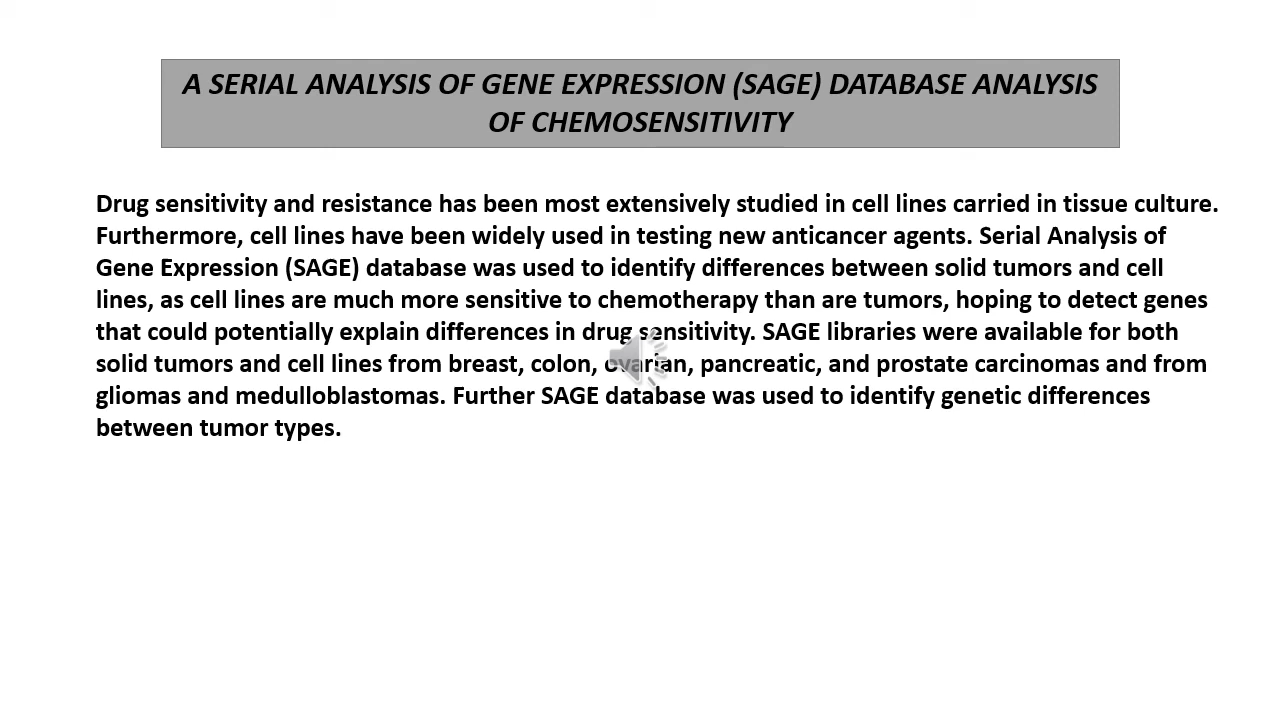 A SERIAL ANALYSIS OF GENE EXPRESSION (SAGE) DATABASE ANALYSIS
OF CHEMOSENSITIVITY
Drug sensitivity and resistance has been most extensively studied in cell lines carried in tissue culture.
Furthermore, cell lines have been widely used in testing new anticancer agents. Serial Analysis of
Gene Expression (SAGE) database was used to identify differences between solid tumors and cell
lines, as cell lines are much more sensitive to chemotherapy than are tumors, hoping to detect genes
that could potentially explain differences in drug sensitivity. SAGE libraries were available for both
solid tumors and cell lines from breast, colon, ovarian, pancreatic, and prostate carcinomas and from
gliomas and medulloblastomas. Further SAGE database was used to identify genetic differences
between tumor types.